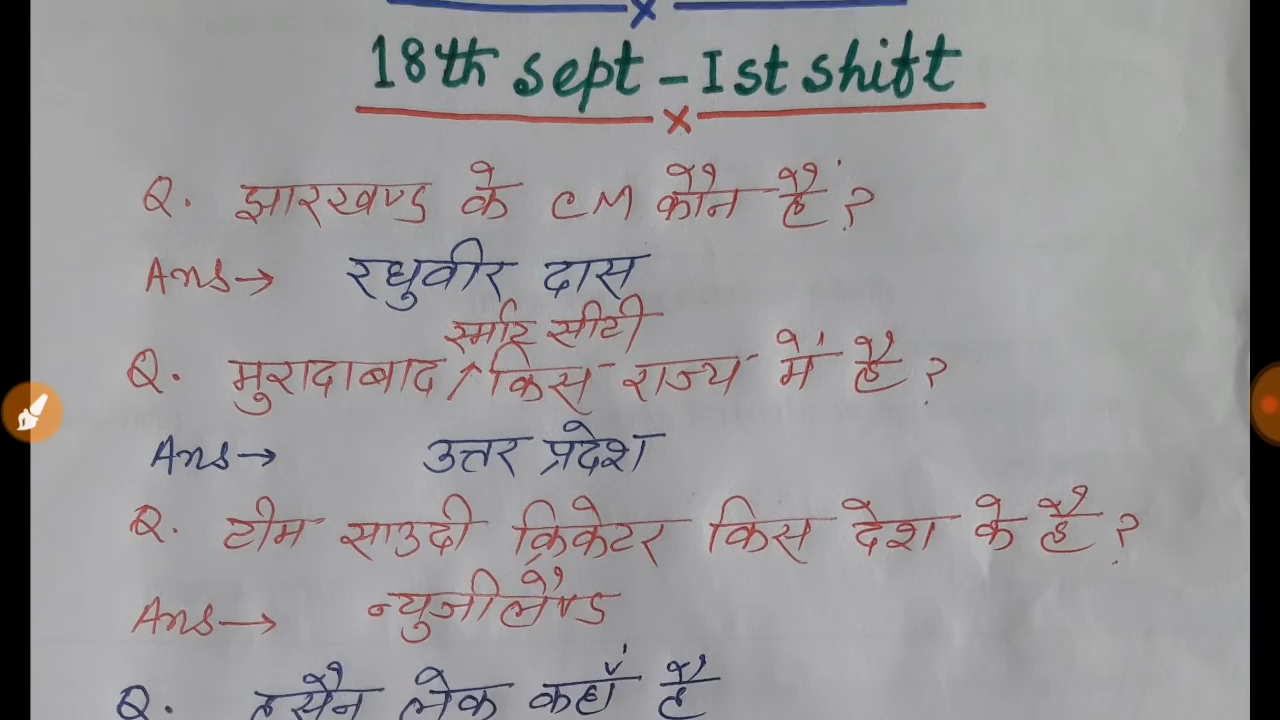 18th sept - Ist shift
Q. झारखण्ड के CM कौन हैं ?
Ans→ रघुवीर दास
स्मार्ट सीटी
Q. मुरादाबाद / किस राज्य में है ?
Ans→ उत्तर प्रदेश
Q. टीम साउदी क्रिकेटर किस देश के है ?
Ans→ न्युजीलैण्ड
Q. हुसैन लेक कहाँ है